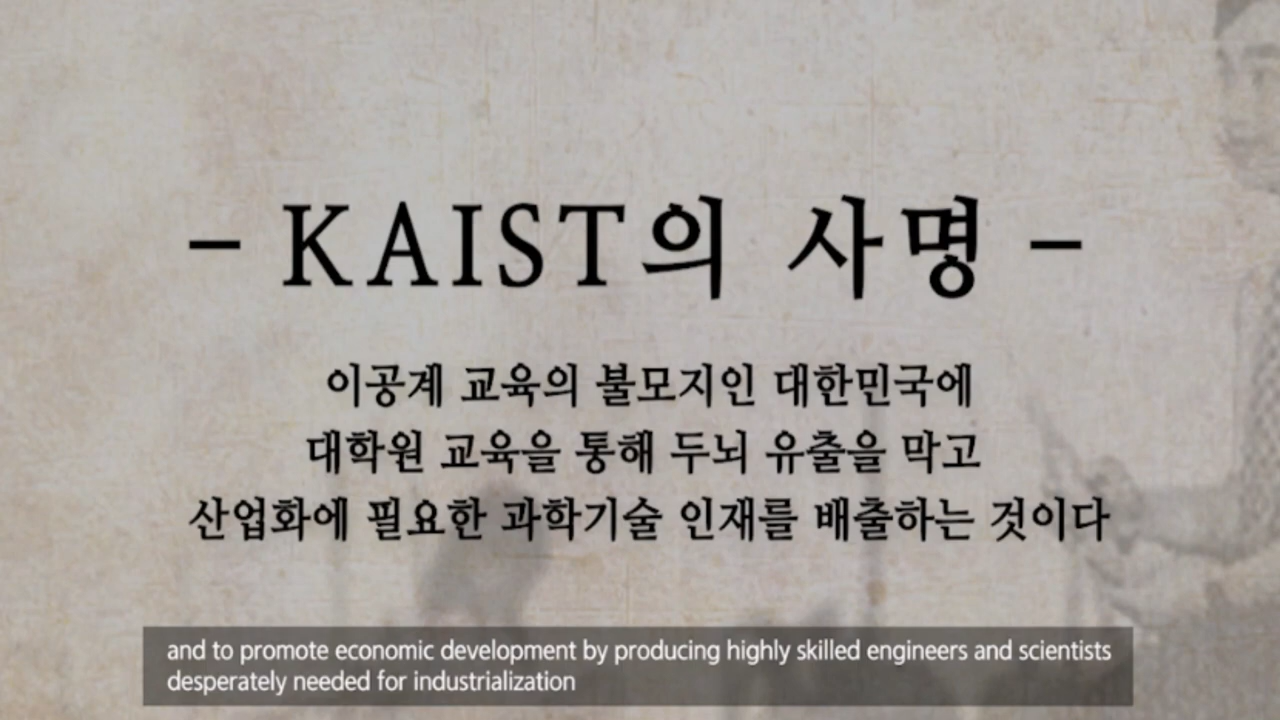 – KAIST의 사명 –
이공계 교육의 불모지인 대한민국에
대학원 교육을 통해 두뇌 유출을 막고
산업화에 필요한 과학기술 인재를 배출하는 것이다
and to promote economic development by producing highly skilled engineers and scientists
desperately needed for industrialization